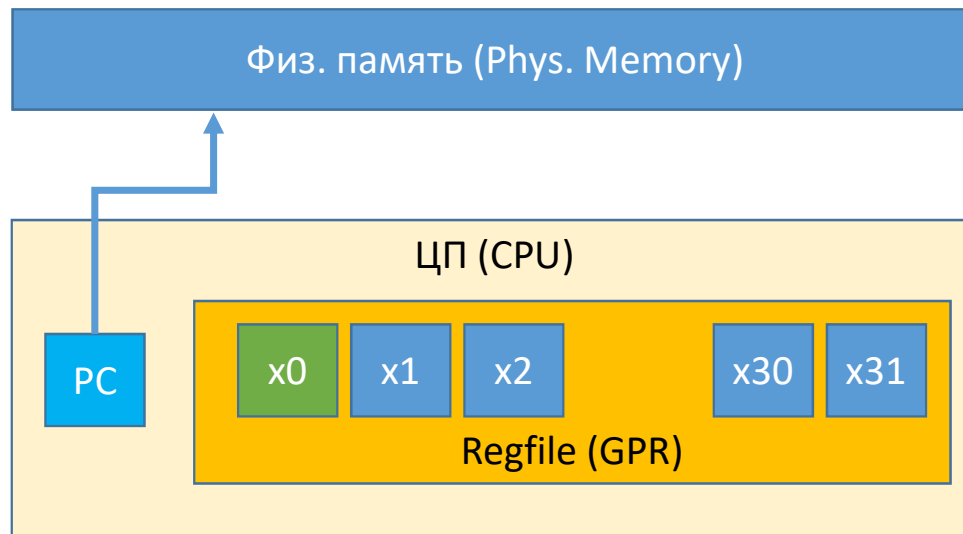 Физ. память (Phys. Memory)
ЦП (CPU)
PC
x0
x1
x2
x30
x31
Regfile (GPR)